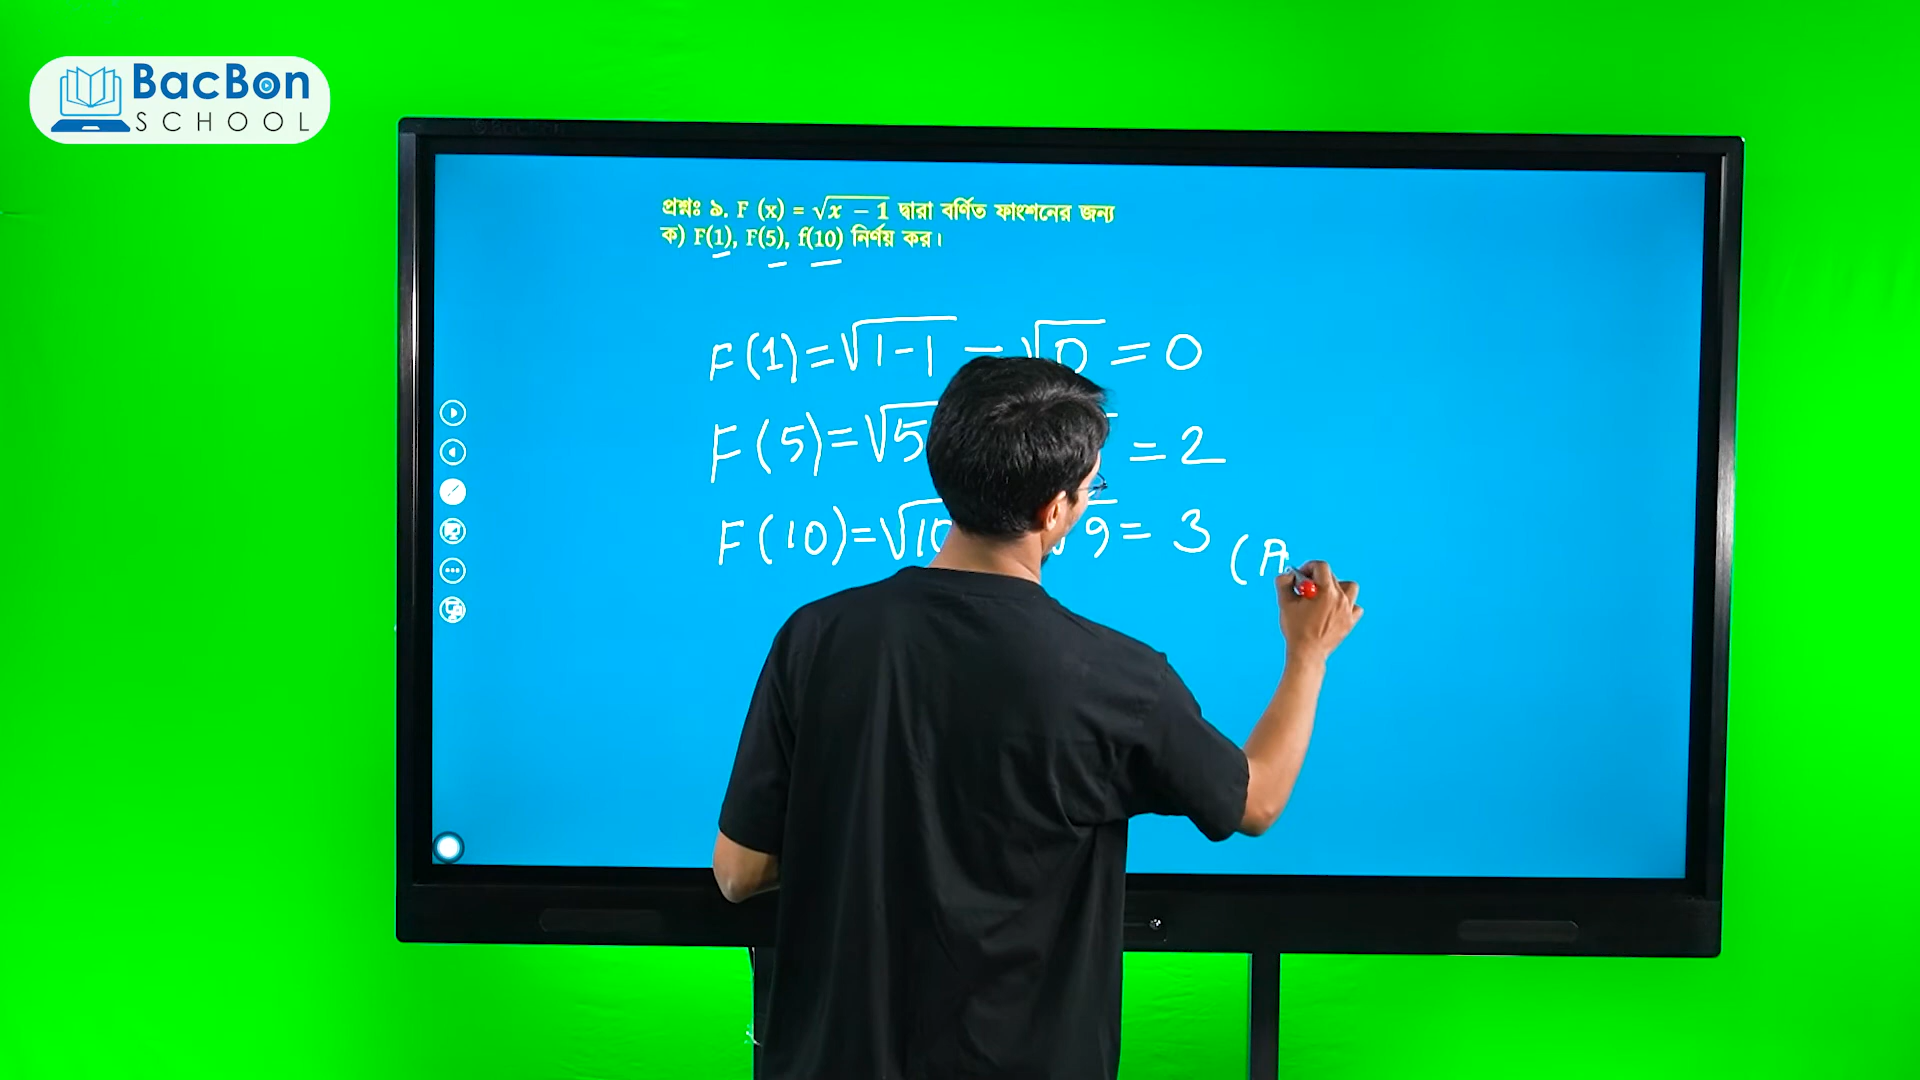 BacBon
SCHOOL
প্রশ্নঃ ৯. F (x) = √x − 1 দ্বারা বর্ণিত ফাংশনের জন্য
ক) F(1), F(5), f(10) নির্ণয় কর।
F(1)=√1-1 = √0 = 0
F(5)=√5 = 2
F(10)=√10 √9 = 3 (A